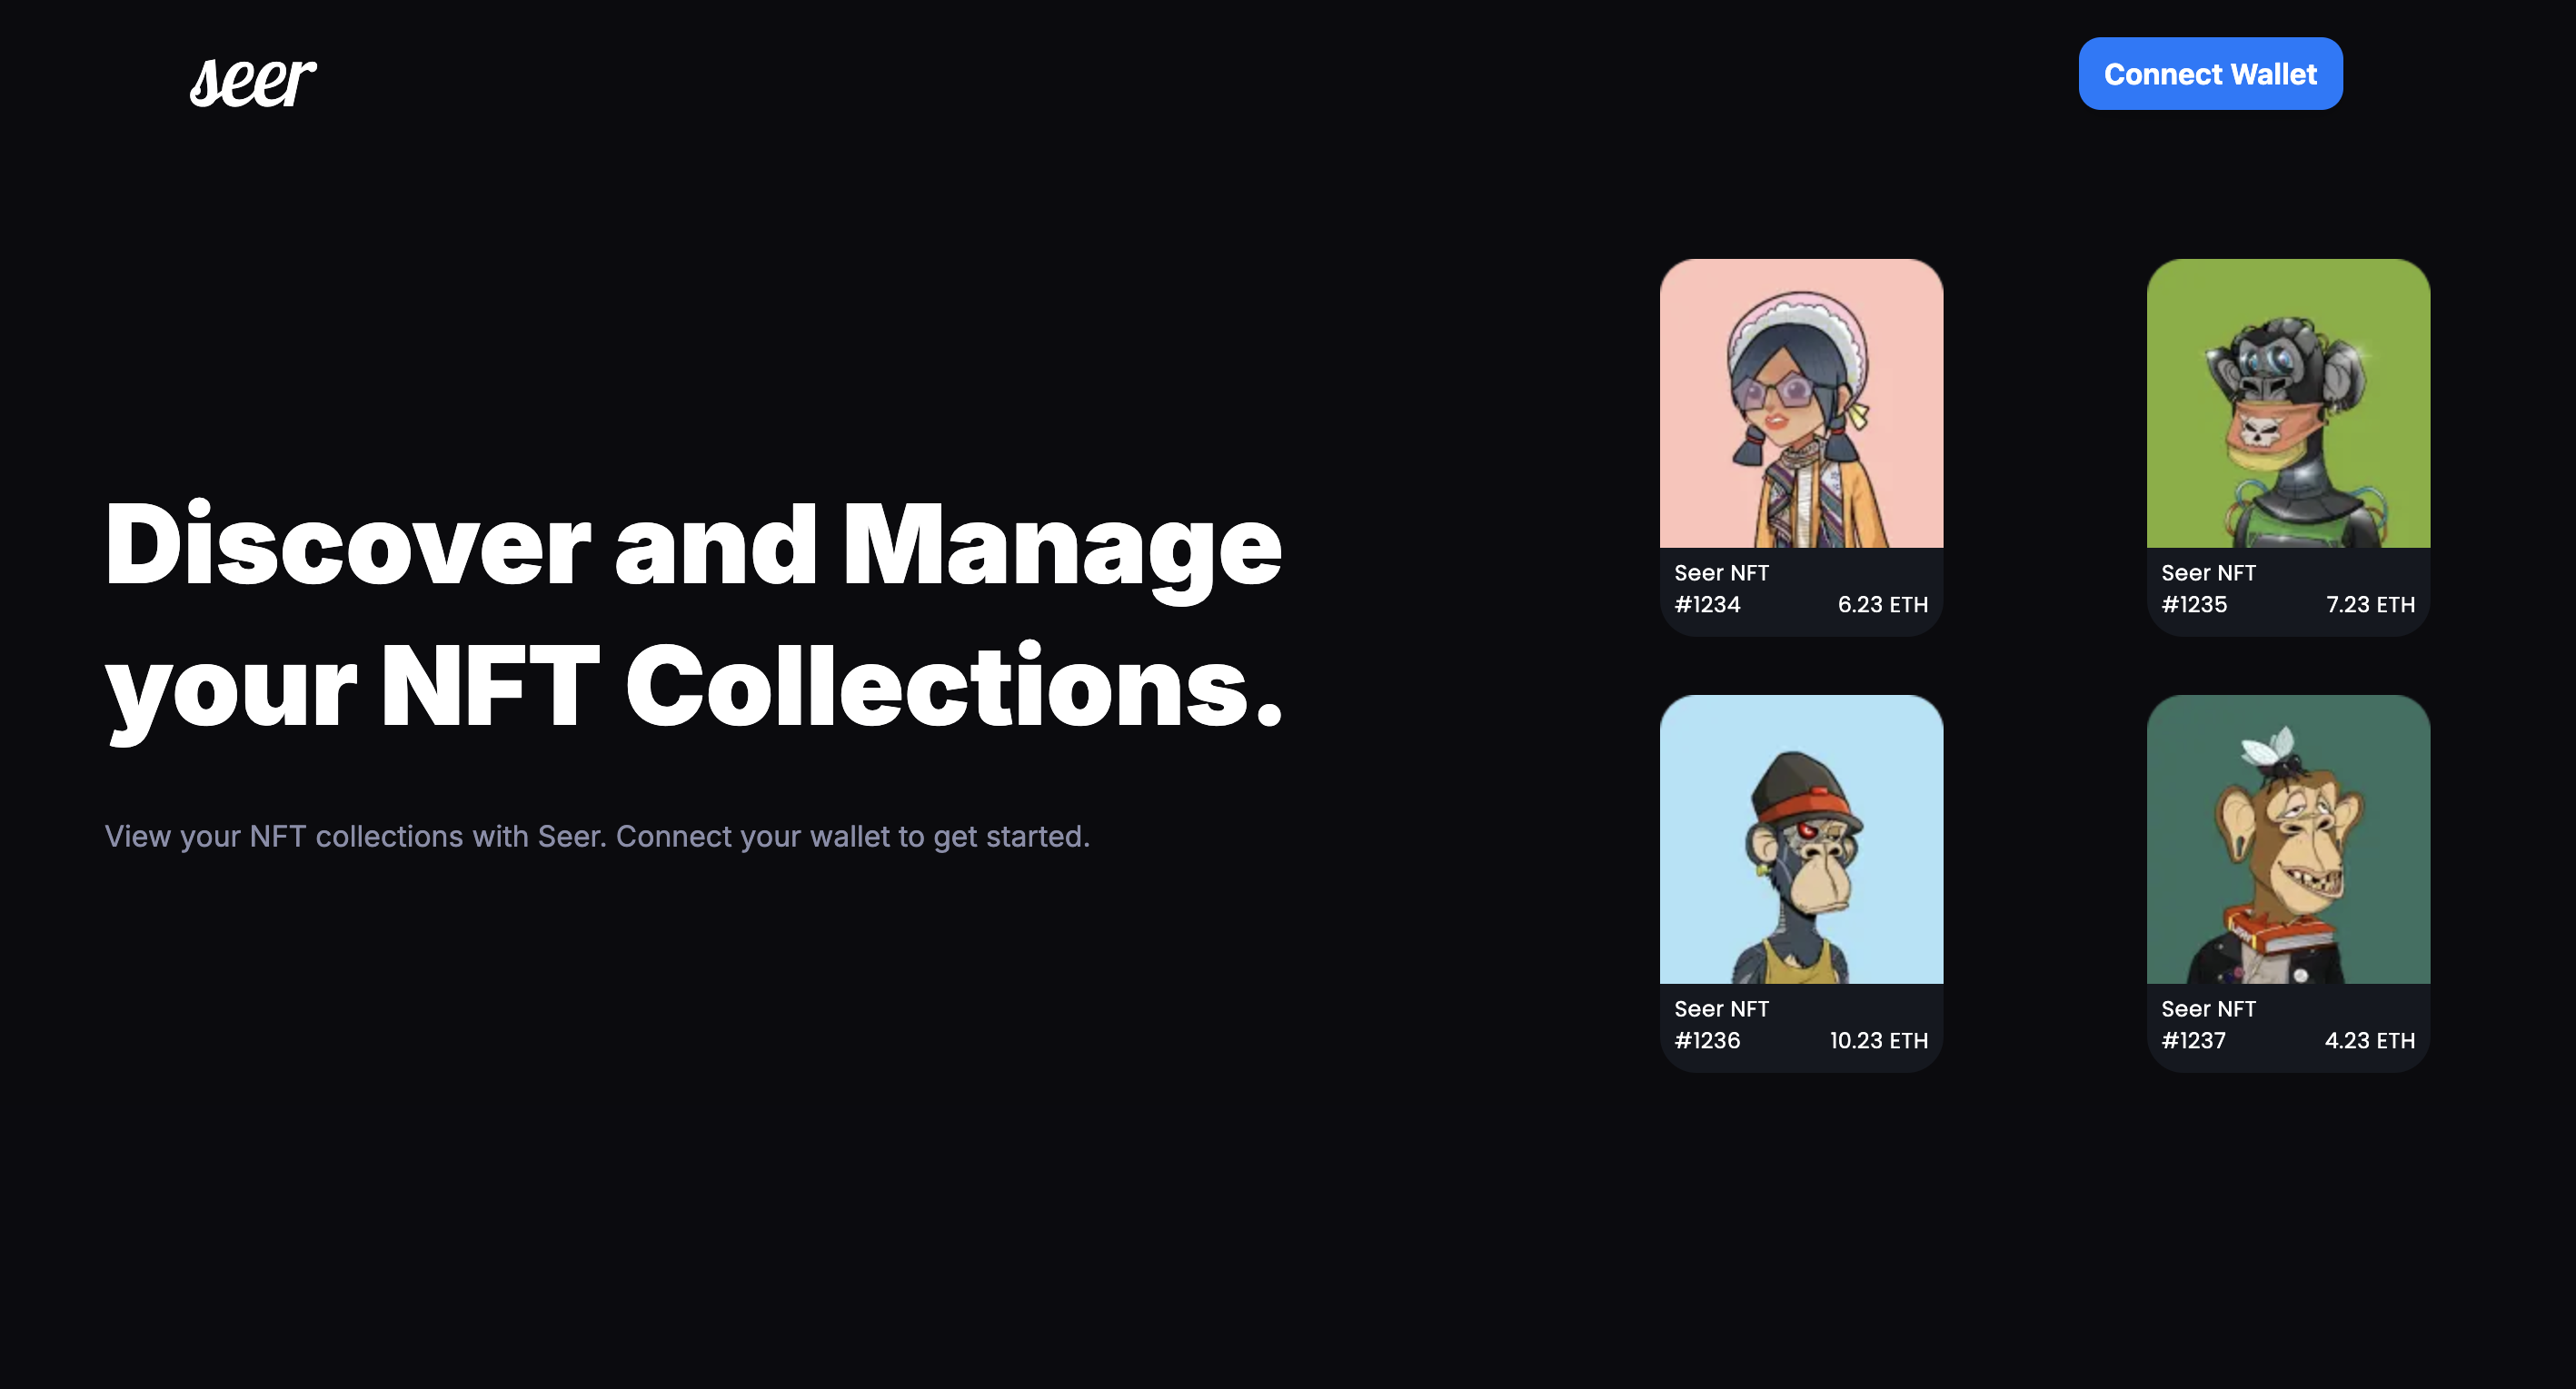 seer
Connect Wallet
Discover and Manage
your NFT Collections.
View your NFT collections with Seer. Connect your wallet to get started.
Seer NFT
#1234 6.23 ETH
Seer NFT
#1235 7.23 ETH
Seer NFT
#1236 10.23 ETH
Seer NFT
#1237 4.23 ETH